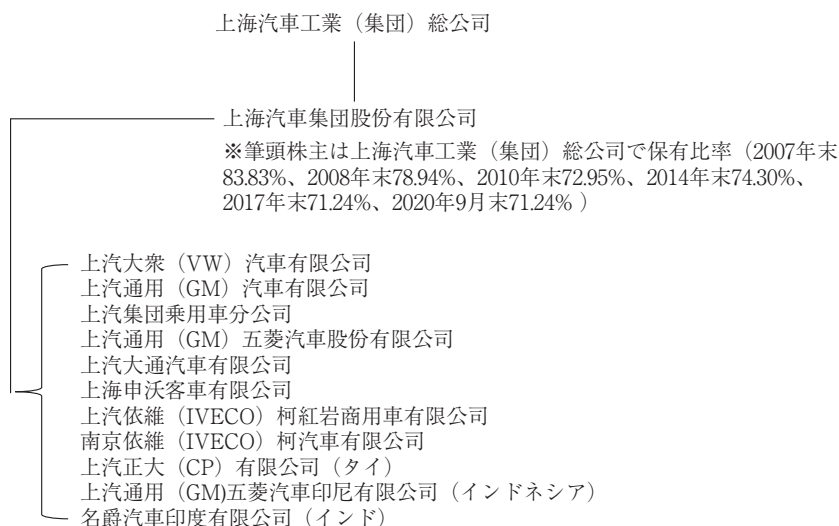 上海汽車工業（集団）総公司
上海汽車集団股份有限公司
※筆頭株主は上海汽車工業（集団）総公司で保有比率（2007年末
83.83%、2008年末78.94%、2010年末72.95%、2014年末74.30%、
2017年末71.24%、2020年9月末71.24% ）
上汽大衆（VW）汽車有限公司
上汽通用（GM）汽車有限公司
上汽集団乗用車分公司
上汽通用（GM）五菱汽車股份有限公司
上汽大通汽車有限公司
上海申沃客車有限公司
上汽依維（IVECO）柯紅岩商用車有限公司
南京依維（IVECO）柯汽車有限公司
上汽正大（CP）有限公司（タイ）
上汽通用（GM)五菱汽車印尼有限公司（インドネシア）
名爵汽車印度有限公司（インド）